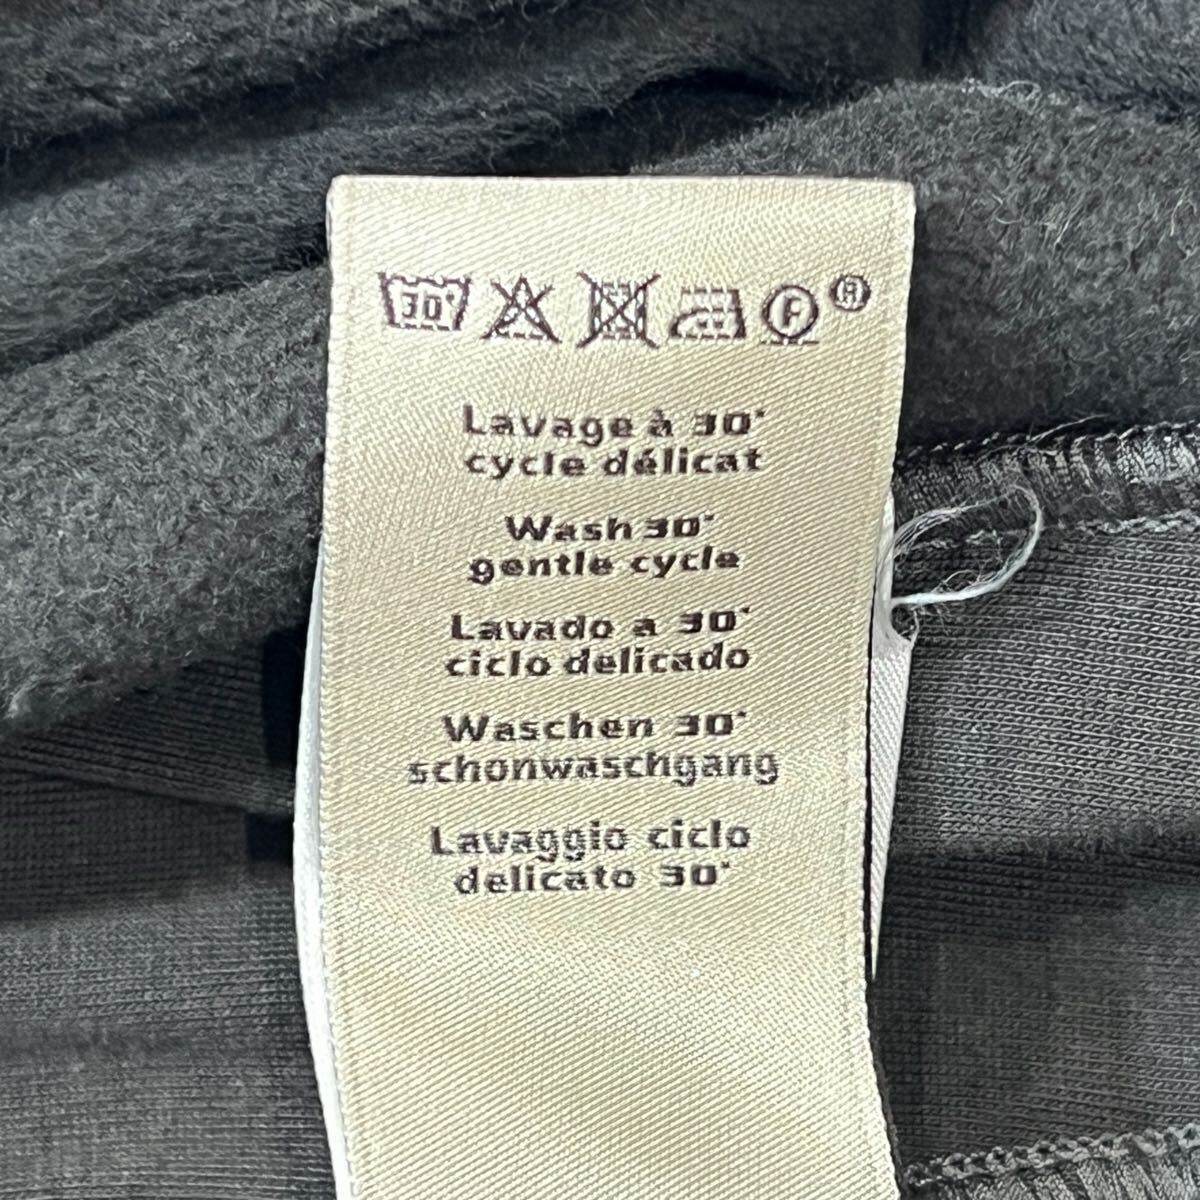 30° F ®
Lavage à 30°
cycle délicat
Wash 30°
gentle cycle
Lavado a 30°
ciclo delicado
Waschen 30°
schonwaschgang
Lavaggio ciclo
delicato 30°